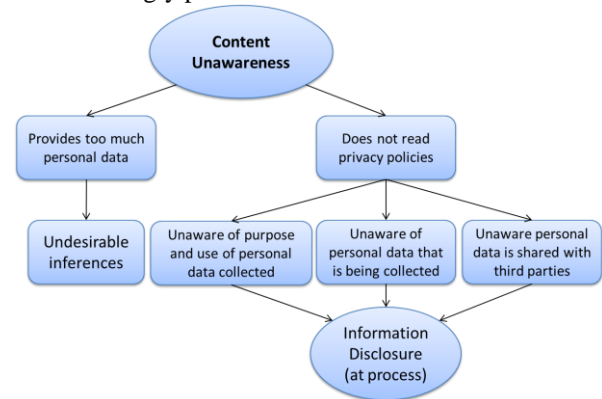 Content
Unawareness
Provides too much
personal data
Does not read
privacy policies
Undesirable
inferences
Unaware of purpose
and use of personal
data collected
Unaware of
personal data that
is being collected
Unaware personal
data is shared with
third parties
Information
Disclosure
(at process)